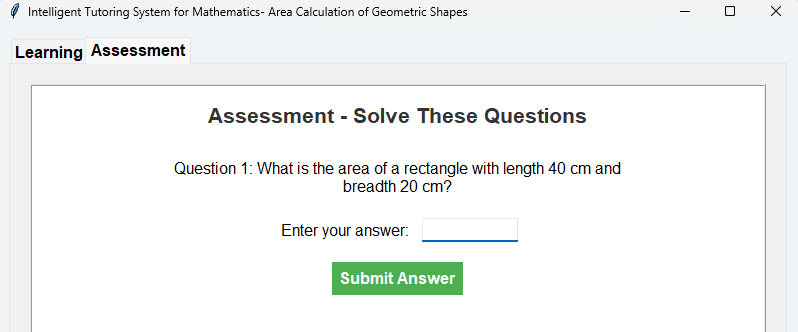 Intelligent Tutoring System for Mathematics- Area Calculation of Geometric Shapes
Learning Assessment
Assessment - Solve These Questions
Question 1: What is the area of a rectangle with length 40 cm and
breadth 20 cm?
Enter your answer:
Submit Answer